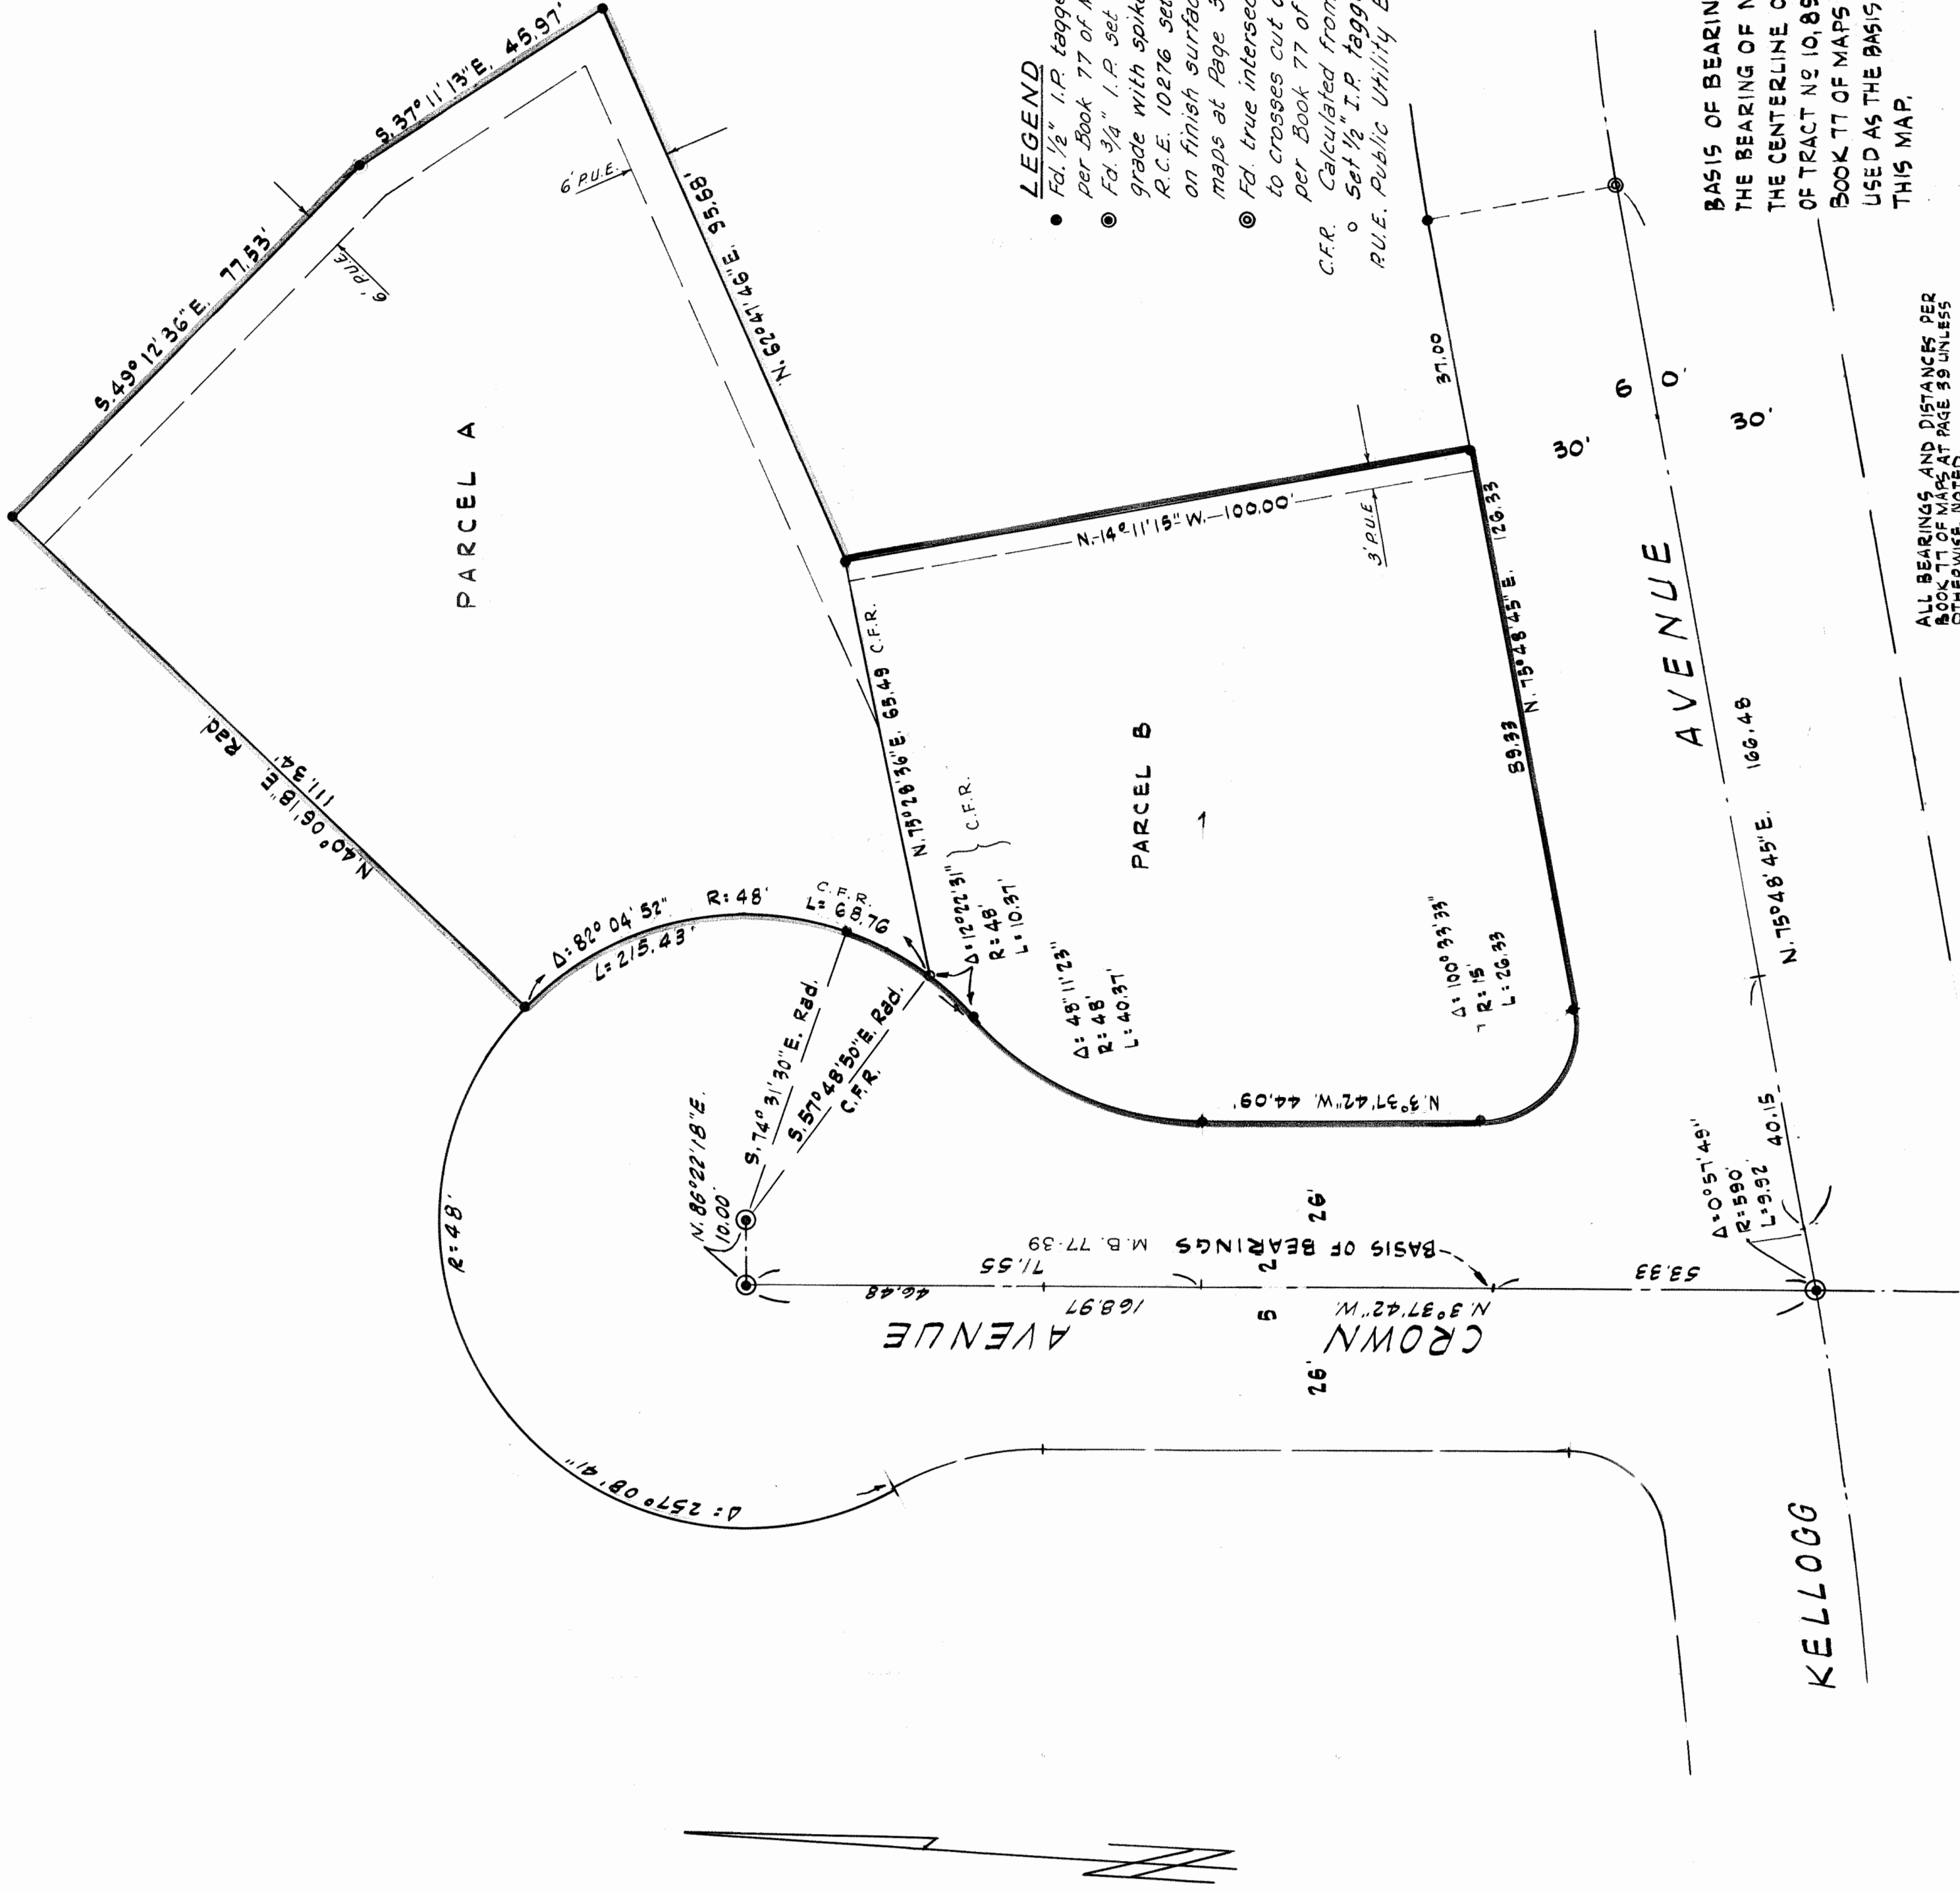 S. 49° 12' 36" E. 77.53'
S. 37° 11' 13" E. 45.97'
6' P.U.E.
6' P.U.E.
N. 62° 47' 46" E. 95.68'
PARCEL A
N. 40° 06' 18" E. Rad.
111.34'
Δ= 82° 04' 52" R= 48'
L= 215.43'
C.F.R.
L= 68.76
R= 48'
Δ= 257° 08' 41"
N. 86° 22' 18" E.
10.00'
S. 74° 31' 30" E. Rad.
S. 57° 48' 50" E. Rad.
C.F.R.
N. 75° 28' 36" E. 65.49 C.F.R.
Δ= 12° 22' 31"
R= 48'
L= 10.37'
C.F.R.
Δ= 48° 11' 23"
R= 48'
L= 40.37'
PARCEL B
1
N. 14° 11' 15" W. 100.00'
3' P.U.E.
37.00
126.33
N. 75° 48' 45" E.
89.33
Δ= 100° 33' 33"
R= 15'
L= 26.33
N. 3° 37' 42" W. 44.09'
BASIS OF BEARINGS M.B. 77-39
26'
52
26'
71.55
46.48
168.97
N. 3° 37' 42" W.
53.33
CROWN AVENUE
Δ= 0° 57' 49"
R= 590'
L= 9.92'
40.15
N. 75° 48' 45" E. 166.48
KELLOGG AVENUE
30'
60'
30'
LEGEND
● Fd. 1/2" I.P. tagge
per Book 77 of M
Fd. 3/4" I.P. set
grade with spik
R.C.E. 10276 set
on finish surfac
maps at Page 3
Fd. true intersec
to crosses cut
per Book 77 of
C.F.R. Calculated from
○ Set 1/2" I.P. tagg
P.U.E. Public Utility E
BASIS OF BEARIN
THE BEARING OF N
THE CENTERLINE O
OF TRACT Nº 10,89
BOOK 77 OF MAPS
USED AS THE BASIS
THIS MAP.
ALL BEARINGS AND DISTANCES PER
BOOK 77 OF MAPS AT PAGE 39 UNLESS
OTHERWISE NOTED